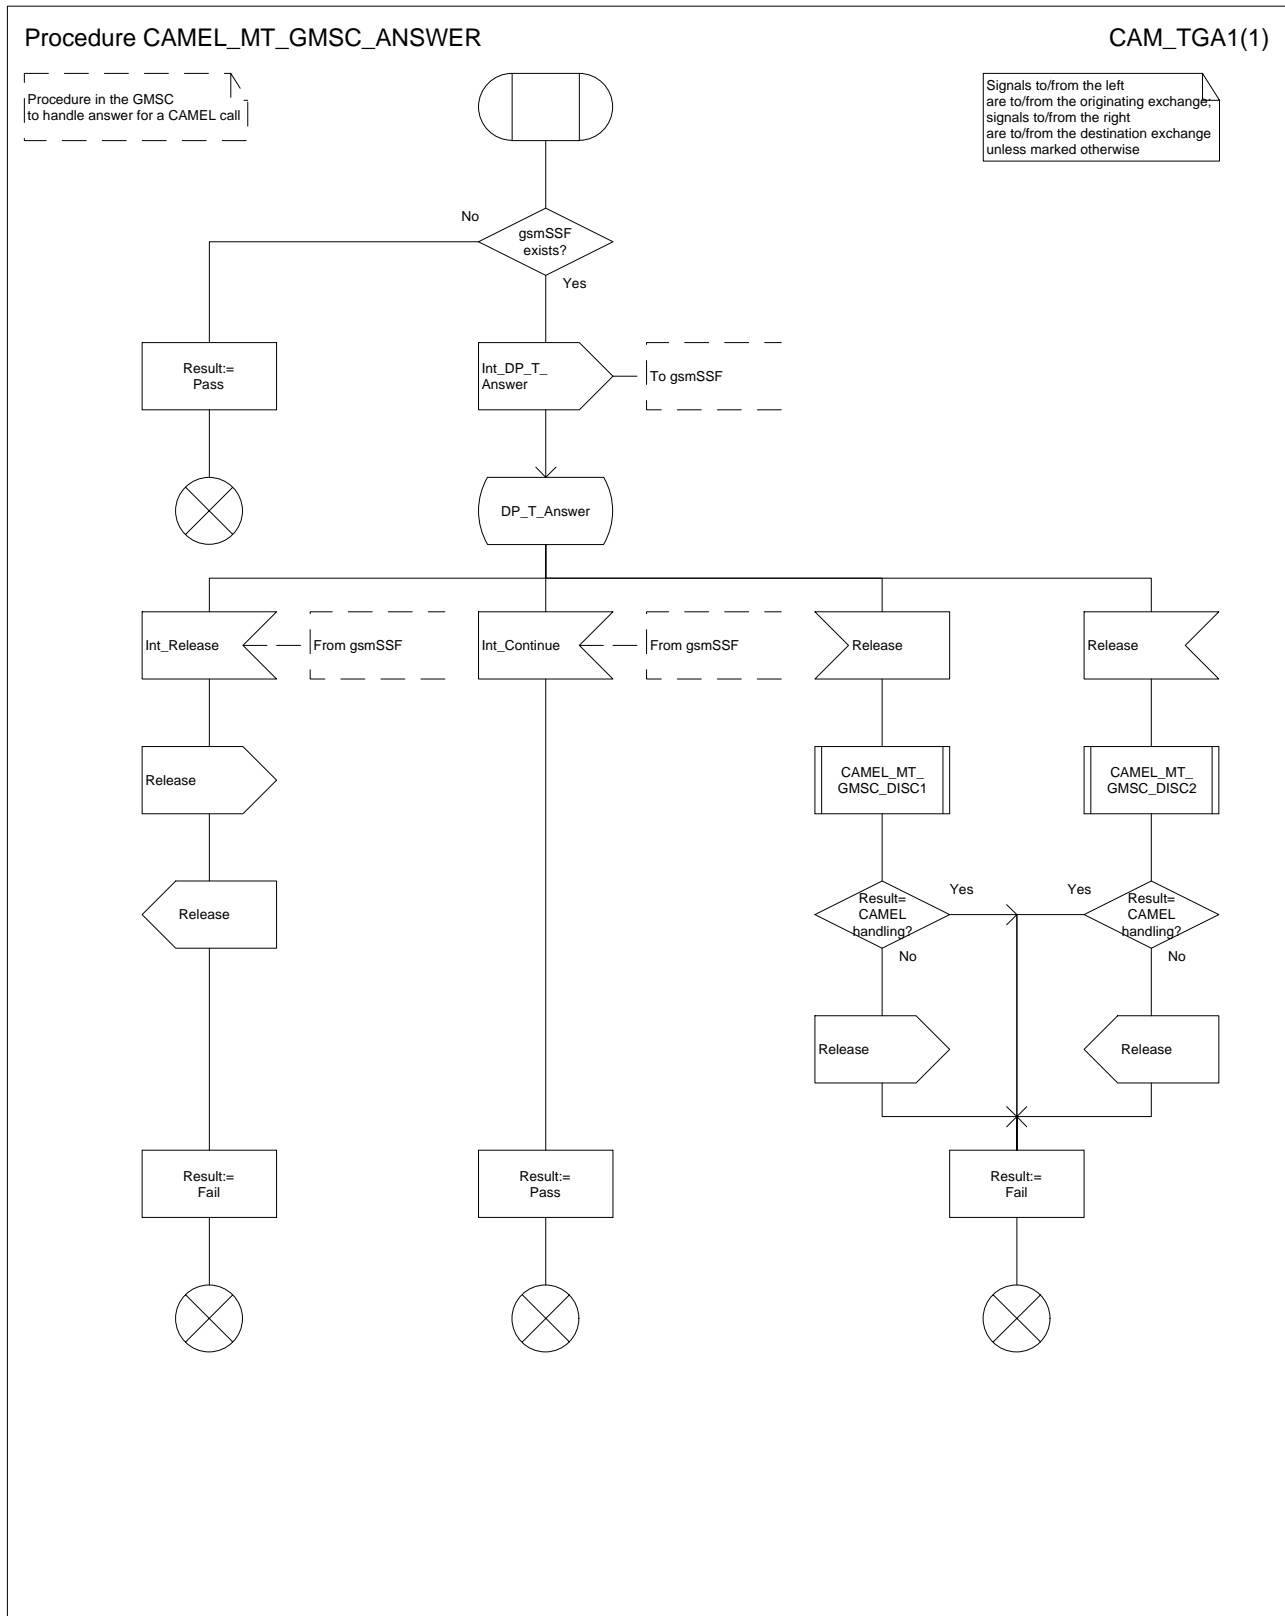 Procedure CAMEL_MT_GMSC_ANSWER
CAM_TGA1(1)
Procedure in the GMSC
to handle answer for a CAMEL call
Signals to/from the left
are to/from the originating exchange;
signals to/from the right
are to/from the destination exchange
unless marked otherwise
No
gsmSSF
exists?
Yes
Result:=
Pass
Int_DP_T_
Answer
To gsmSSF
DP_T_Answer
Int_Release
From gsmSSF
Int_Continue
From gsmSSF
Release
Release
Release
CAMEL_MT_
GMSC_DISC1
CAMEL_MT_
GMSC_DISC2
Release
Result=
CAMEL
handling?
Yes
No
Yes
Result=
CAMEL
handling?
No
Release
Release
Result:=
Fail
Result:=
Pass
Result:=
Fail